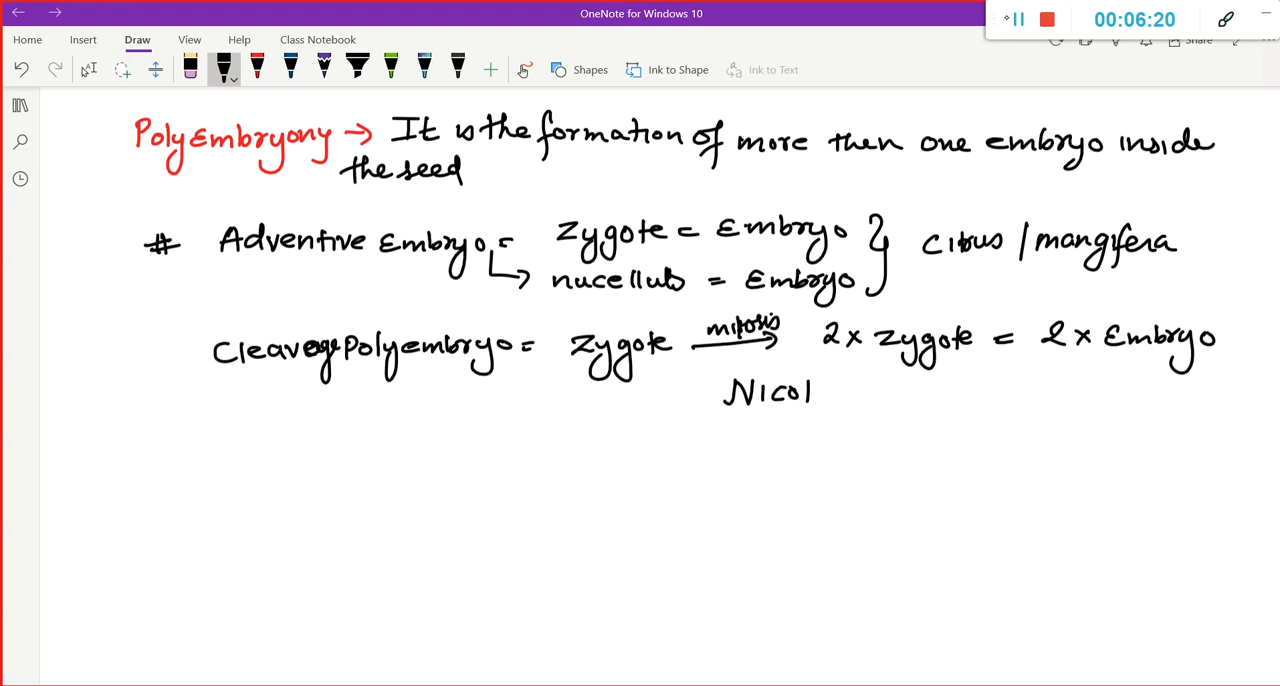 OneNote for Windows 10
00:06:20
Home Insert Draw View Help Class Notebook
Share
Shapes Ink to Shape Ink to Text
PolyEmbryony → It is the formation of more then one embryo inside
the seed
# Adventive Embryo = Zygote = Embryo } Citrus / mangifera
↳ nucelluls = Embryo
Cleavage Polyembryo = Zygote mitosis → 2 x Zygote = 2 x Embryo
Nicol